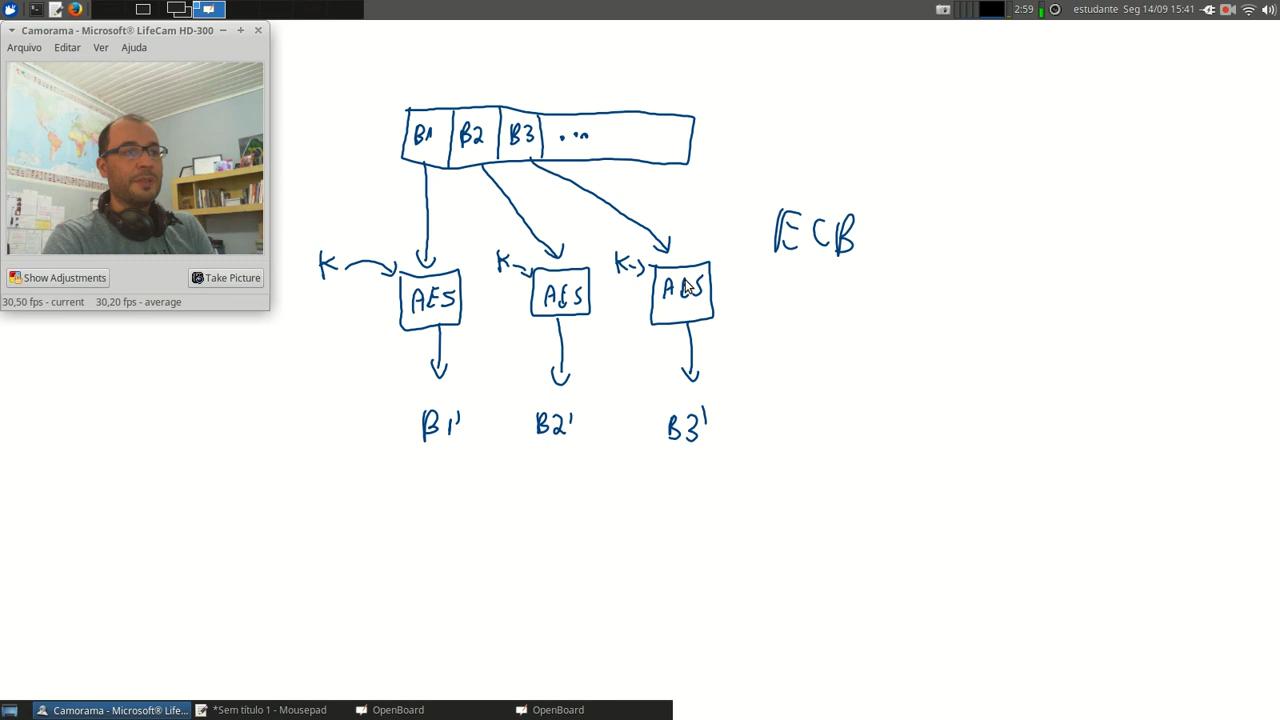 2:59 estudante Seg 14/09 15:41
Camorama - Microsoft® LifeCam HD-300
Arquivo Editar Ver Ajuda
Show Adjustments Take Picture
30,50 fps - current 30,20 fps - average
B1 B2 B3 ...
ECB
K K K
AES AES AES
B1' B2' B3'
Camorama - Microsoft® Life... *Sem título 1 - Mousepad OpenBoard OpenBoard